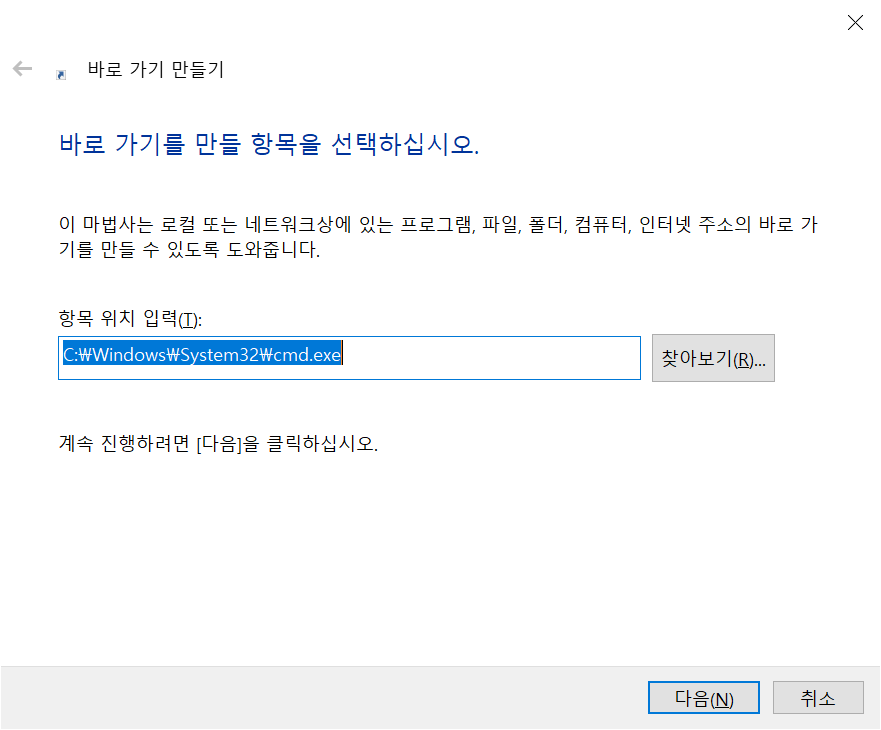 바로 가기 만들기
바로 가기를 만들 항목을 선택하십시오.
이 마법사는 로컬 또는 네트워크상에 있는 프로그램, 파일, 폴더, 컴퓨터, 인터넷 주소의 바로 가
기를 만들 수 있도록 도와줍니다.
항목 위치 입력(T):
C:₩Windows₩System32₩cmd.exe
찾아보기(R)...
계속 진행하려면 [다음]을 클릭하십시오.
다음(N)
취소